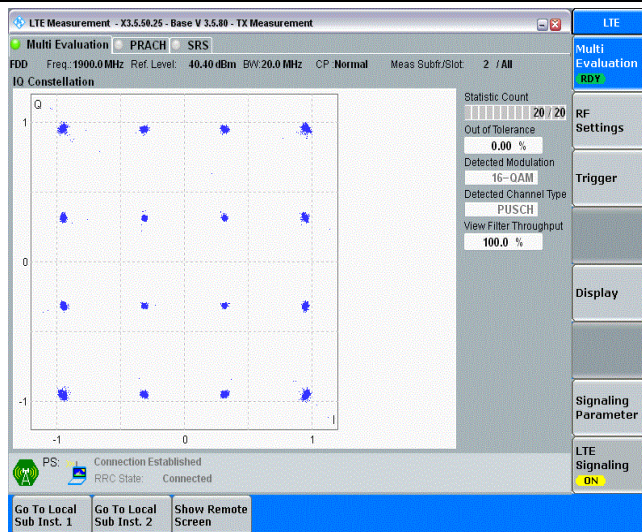 LTE Measurement - X3.5.50.25 - Base V 3.5.80 - TX Measurement
LTE
Multi Evaluation PRACH SRS
FDD Freq.:1900.0 MHz Ref. Level: 40.40 dBm BW:20.0 MHz CP :Normal Meas Subfr./Slot: 2 / All
IQ Constellation
Q
1
0
-1
-1 0 1
I
Statistic Count
20 / 20
Out of Tolerance
0.00 %
Detected Modulation
16-QAM
Detected Channel Type
PUSCH
View Filter Throughput
100.0 %
Multi
Evaluation
RDY
RF
Settings
Trigger
Display
Signaling
Parameter
LTE
Signaling
ON
PS: Connection Established
RRC State: Connected
Go To Local
Sub Inst. 1
Go To Local
Sub Inst. 2
Show Remote
Screen